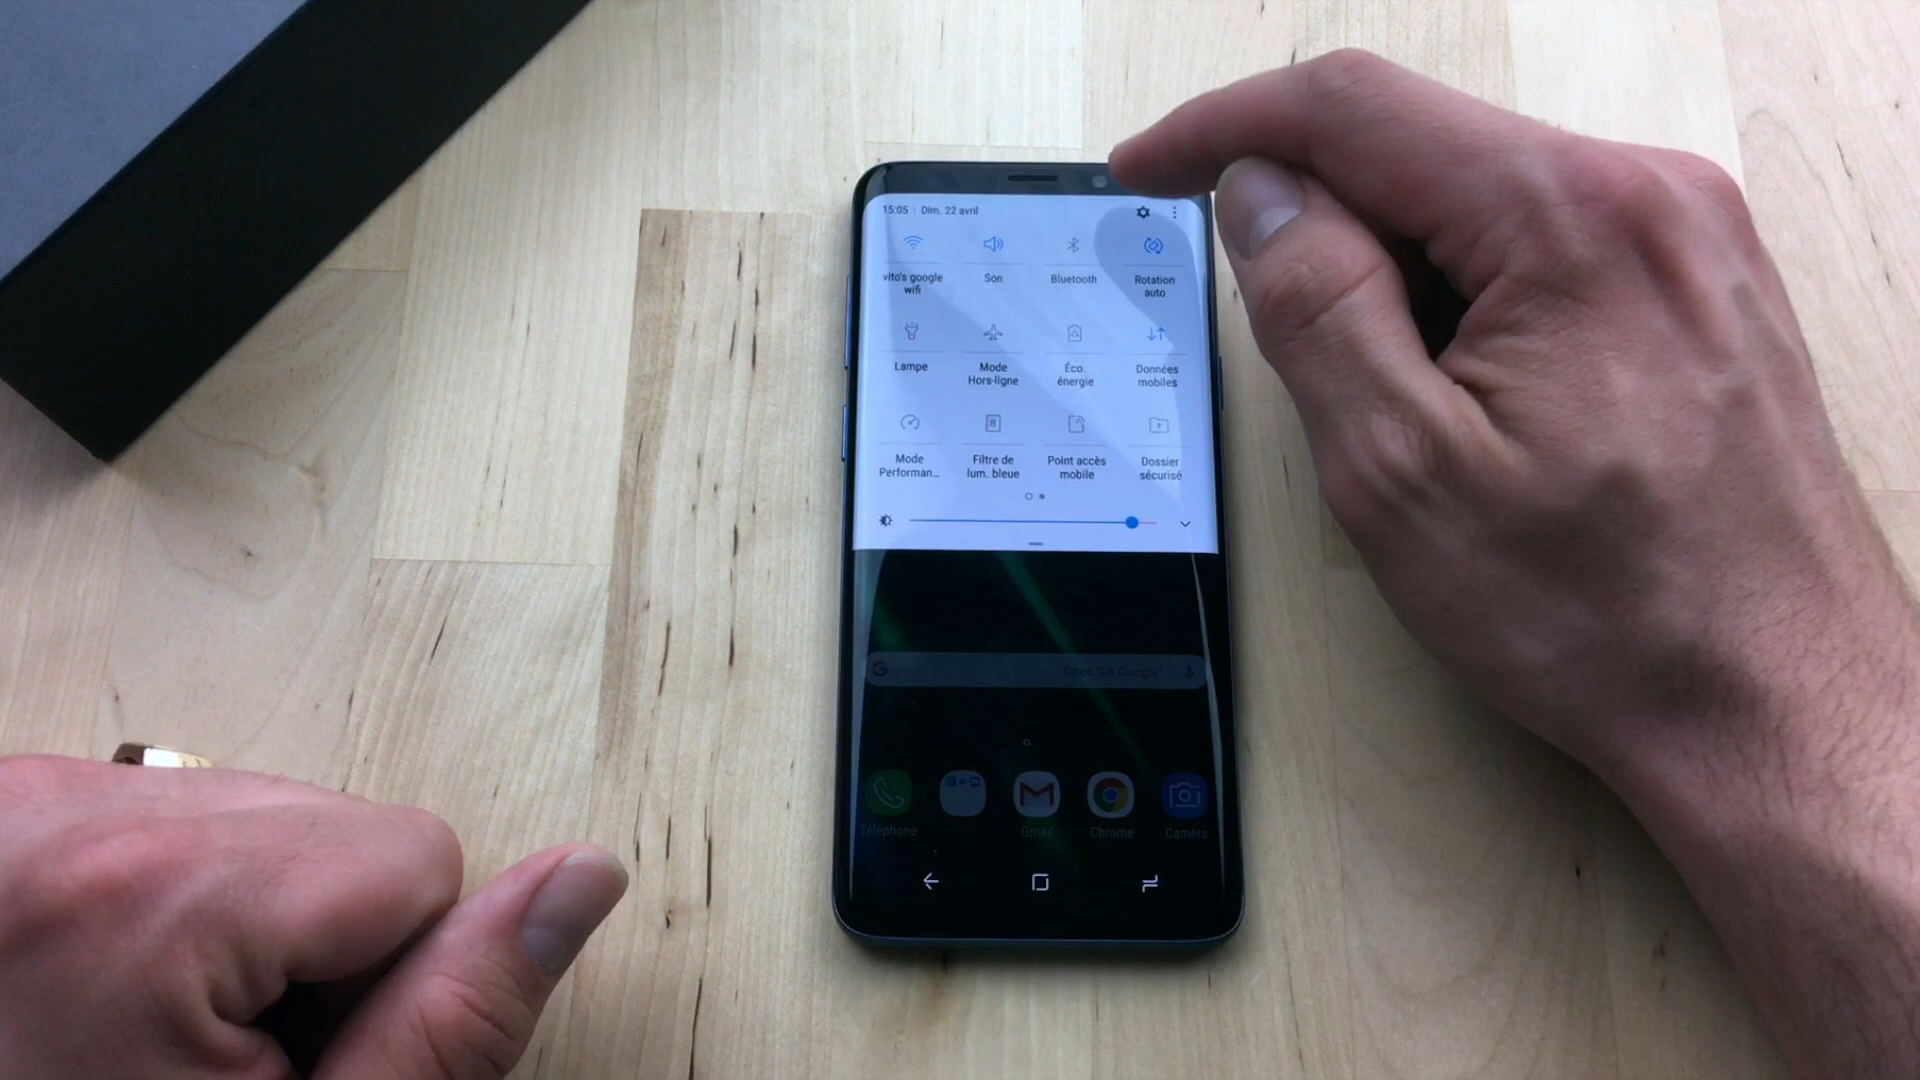 15:05 | Dim. 22 avril
vito's google
wifi
Son
Bluetooth
Rotation
auto
Lampe
Mode
Hors-ligne
Éco.
énergie
Données
mobiles
Mode
Performan...
Filtre de
lum. bleue
Point accès
mobile
Dossier
sécurisé
Dites "Ok Google"
Téléphone
Gmail
Chrome
Caméra